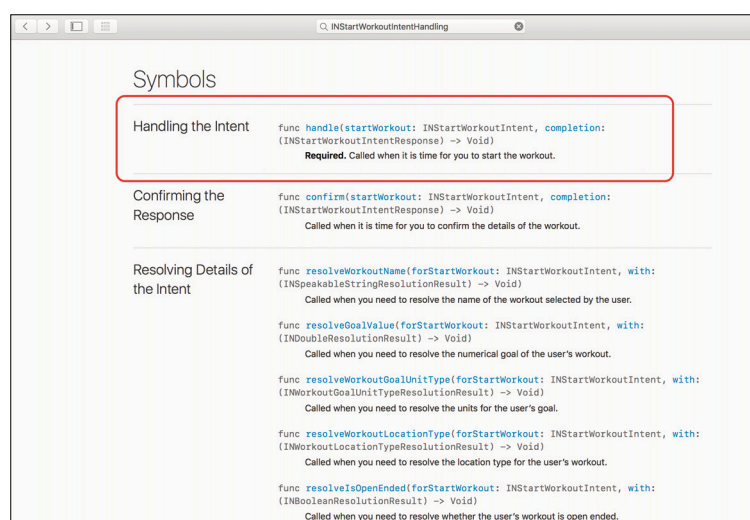 INStartWorkoutIntentHandling
Symbols
Handling the Intent
func handle(startWorkout: INStartWorkoutIntent, completion:
(INStartWorkoutIntentResponse) -> Void)
Required. Called when it is time for you to start the workout.
Confirming the
Response
func confirm(startWorkout: INStartWorkoutIntent, completion:
(INStartWorkoutIntentResponse) -> Void)
Called when it is time for you to confirm the details of the workout.
Resolving Details of
the Intent
func resolveWorkoutName(forStartWorkout: INStartWorkoutIntent, with:
(INSpeakableStringResolutionResult) -> Void)
Called when you need to resolve the name of the workout selected by the user.
func resolveGoalValue(forStartWorkout: INStartWorkoutIntent, with:
(INDoubleResolutionResult) -> Void)
Called when you need to resolve the numerical goal of the user's workout.
func resolveWorkoutGoalUnitType(forStartWorkout: INStartWorkoutIntent, with:
(INWorkoutGoalUnitTypeResolutionResult) -> Void)
Called when you need to resolve the units for the user's goal.
func resolveWorkoutLocationType(forStartWorkout: INStartWorkoutIntent, with:
(INWorkoutLocationTypeResolutionResult) -> Void)
Called when you need to resolve the location type for the user's workout.
func resolveIsOpenEnded(forStartWorkout: INStartWorkoutIntent, with:
(INBooleanResolutionResult) -> Void)
Called when you need to resolve whether the user's workout is open ended.